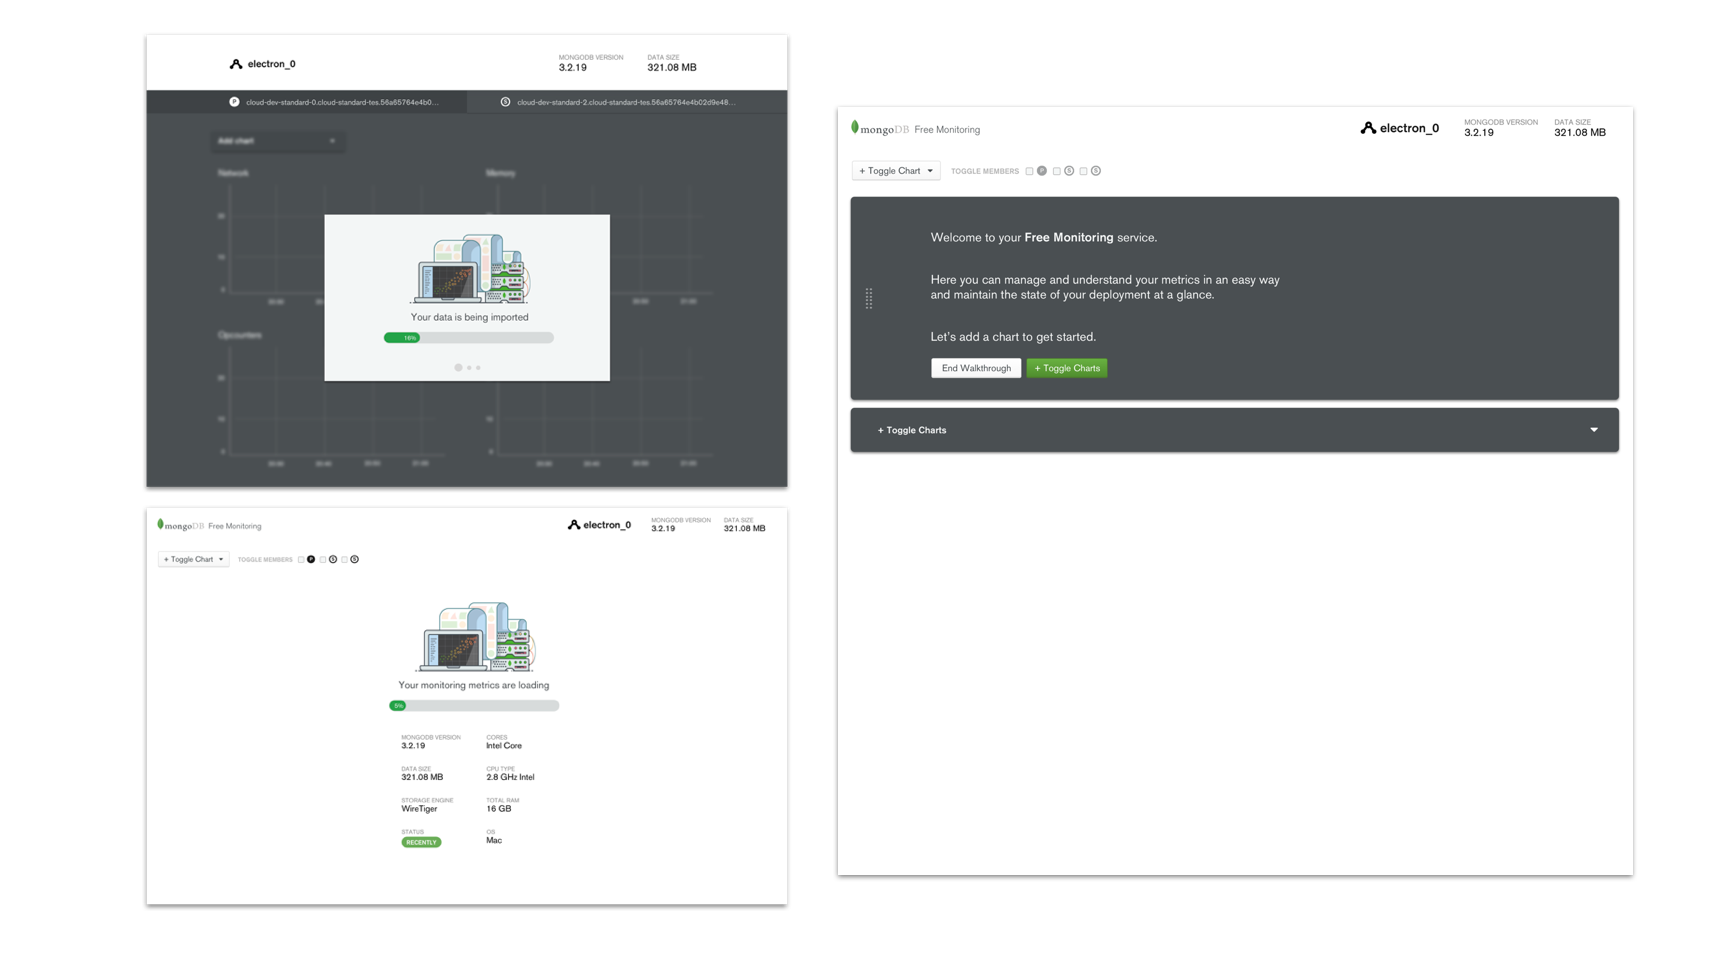 electron_0
MONGODB VERSION
3.2.19
DATA SIZE
321.08 MB
P cloud-dev-standard-0.cloud-standard-tes.56a65764e4b0...
S cloud-dev-standard-2.cloud-standard-tes.56a65764e4b02d9e48...
Add chart
Network
Memory
Opcounters
Your data is being imported
16%
mongoDB Free Monitoring
electron_0
MONGODB VERSION
3.2.19
DATA SIZE
321.08 MB
+ Toggle Chart
TOGGLE MEMBERS P S S
Your monitoring metrics are loading
5%
MONGODB VERSION
3.2.19
CORES
Intel Core
DATA SIZE
321.08 MB
CPU TYPE
2.8 GHz Intel
STORAGE ENGINE
WireTiger
TOTAL RAM
16 GB
STATUS
RECENTLY
OS
Mac
mongoDB Free Monitoring
electron_0
MONGODB VERSION
3.2.19
DATA SIZE
321.08 MB
+ Toggle Chart
TOGGLE MEMBERS P S S
Welcome to your Free Monitoring service.
Here you can manage and understand your metrics in an easy way
and maintain the state of your deployment at a glance.
Let's add a chart to get started.
End Walkthrough
+ Toggle Charts
+ Toggle Charts